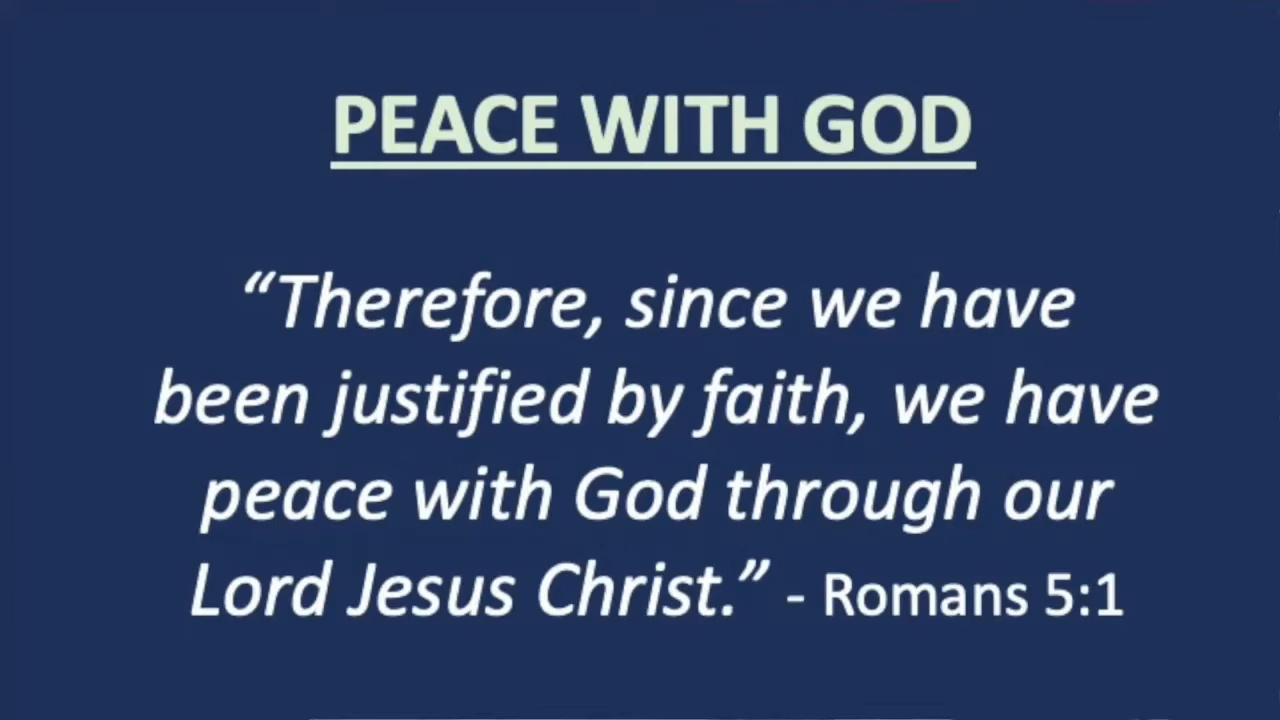 PEACE WITH GOD
“Therefore, since we have
been justified by faith, we have
peace with God through our
Lord Jesus Christ.” - Romans 5:1